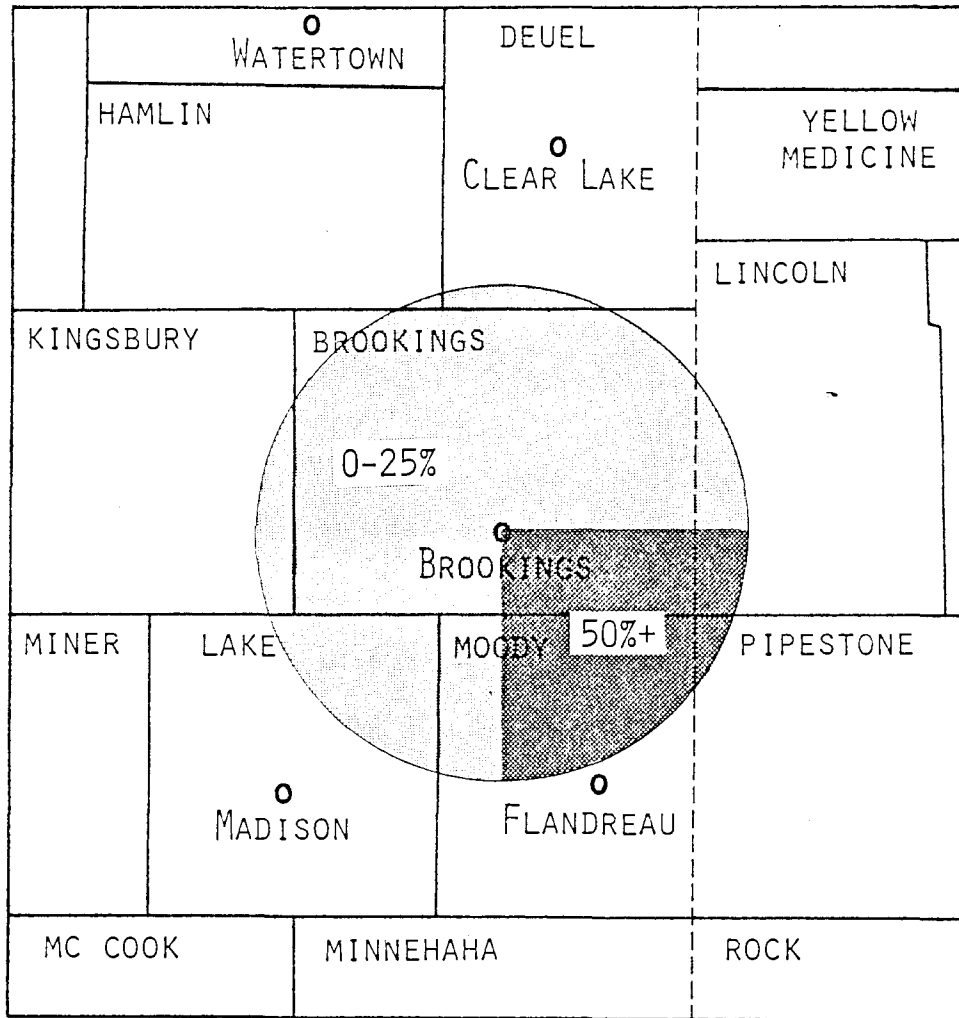 WATERTOWN
DEUEL
HAMLIN
YELLOW
MEDICINE
CLEAR LAKE
LINCOLN
KINGSBURY
BROOKINGS
0-25%
BROOKINGS
MINER
LAKE
MOODY
50%+
PIPESTONE
MADISON
FLANDREAU
MC COOK
MINNEHAHA
ROCK